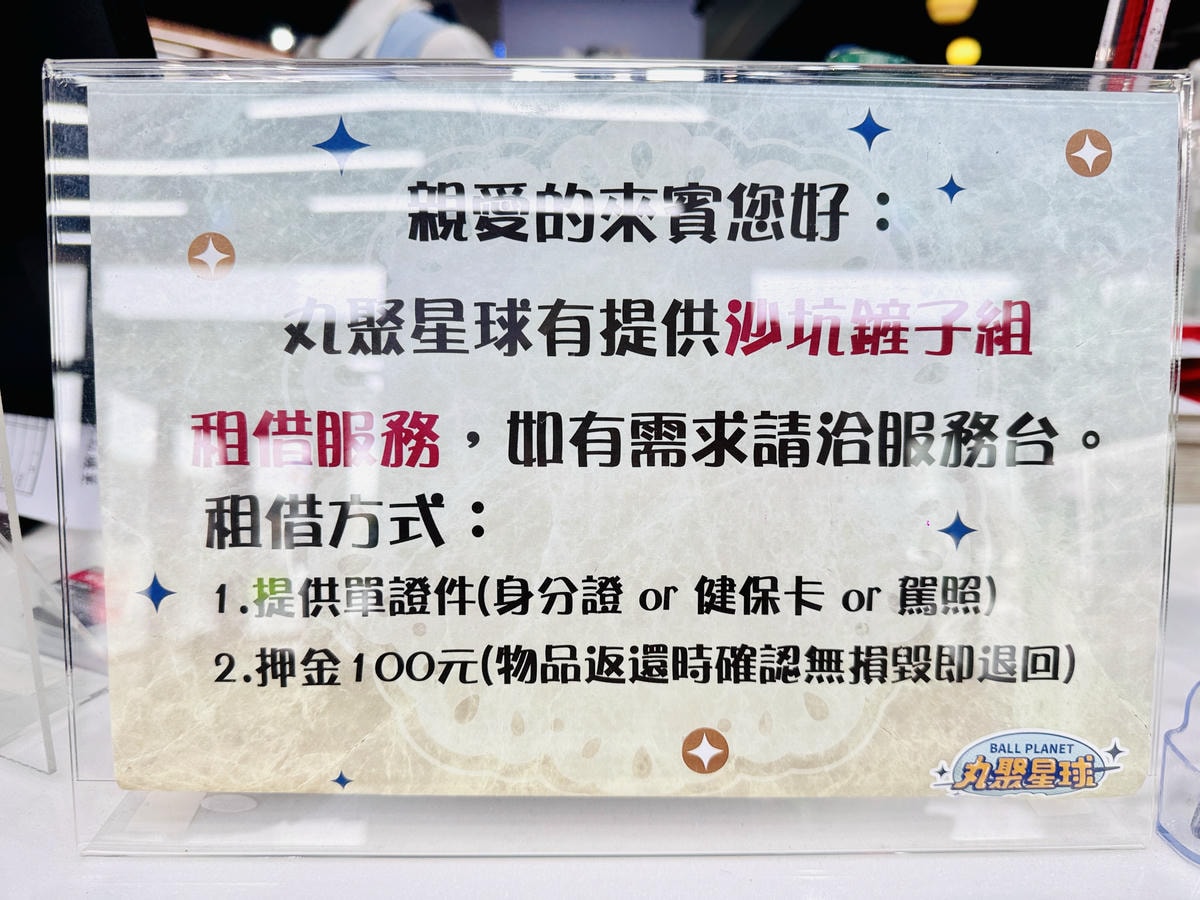 親愛的來賓您好：
丸聚星球有提供沙坑鏟子組
租借服務，如有需求請洽服務台。
租借方式：
1.提供單證件(身分證 or 健保卡 or 駕照)
2.押金100元(物品返還時確認無損毀即退回)
BALL PLANET
丸聚星球